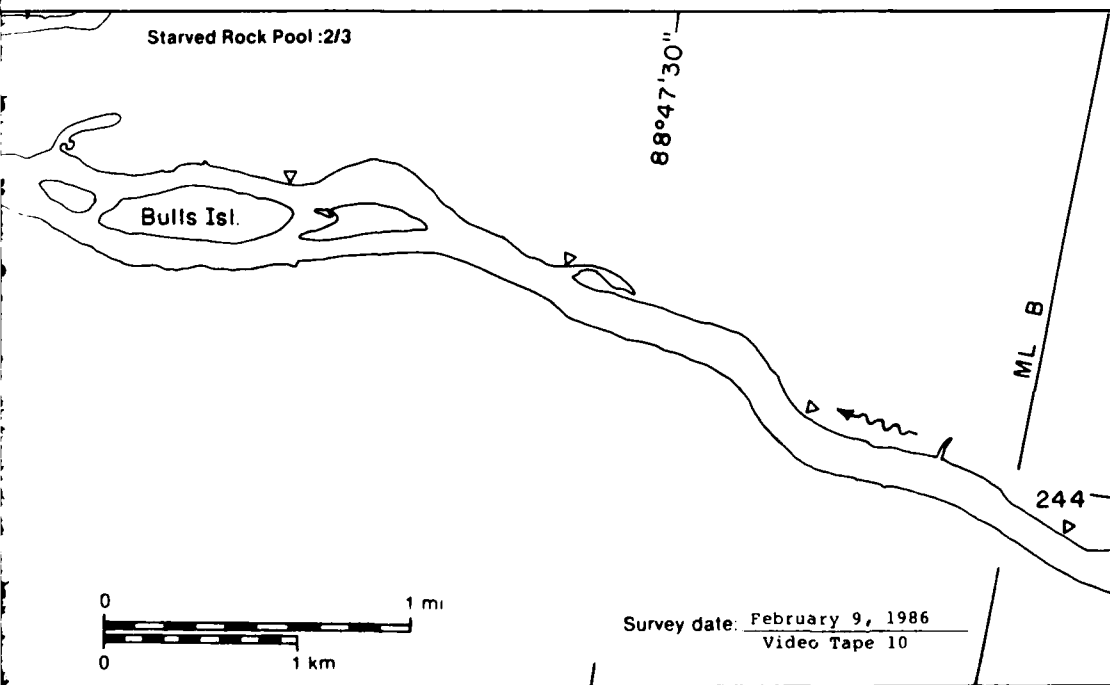 Starved Rock Pool :2/3
88°47'30"
Bulls Isl.
ML B
244
0 1 mi
0 1 km
Survey date: February 9, 1986
Video Tape 10